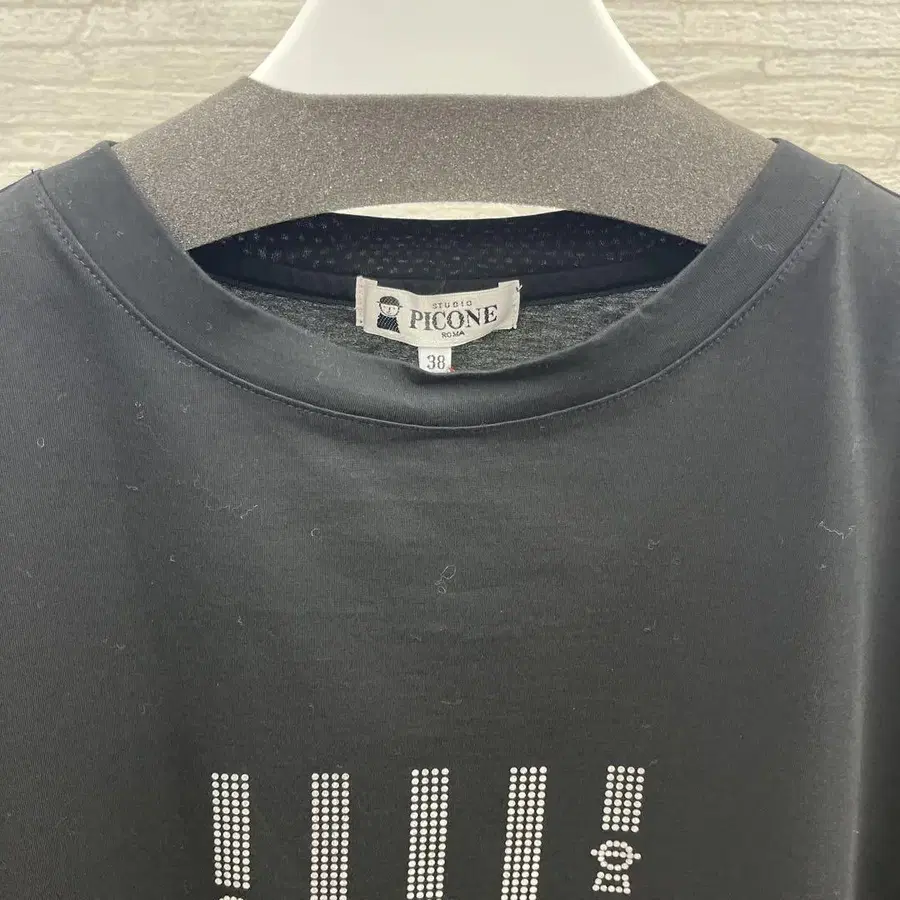 STUDIO
PICONE
ROMA
38